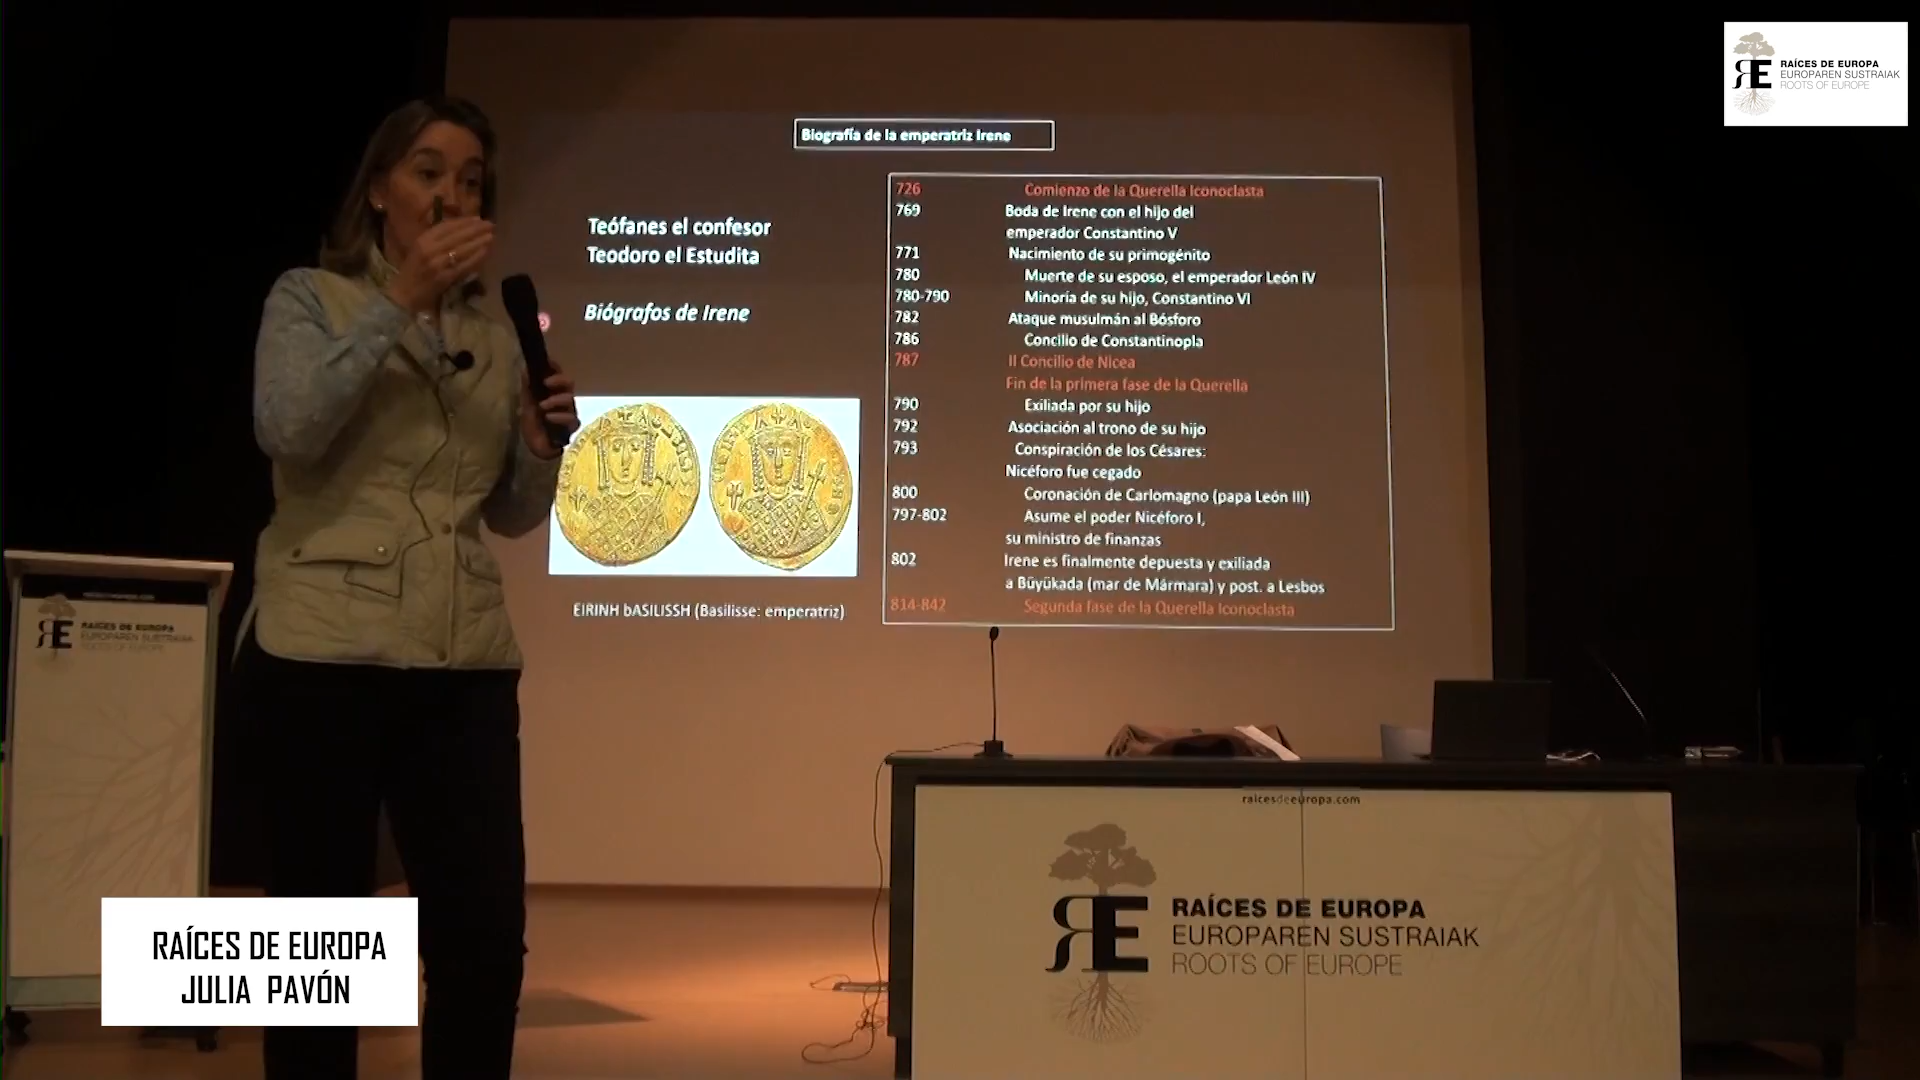 RAÍCES DE EUROPA
EUROPAREN SUSTRAIAK
ROOTS OF EUROPE
Biografía de la emperatriz Irene
Teófanes el confesor
Teodoro el Estudita
Biógrafos de Irene
EIRINH bASILISSH (Basilisse: emperatriz)
726 Comienzo de la Querella Iconoclasta
769 Boda de Irene con el hijo del
emperador Constantino V
771 Nacimiento de su primogénito
780 Muerte de su esposo, el emperador León IV
780-790 Minoría de su hijo, Constantino VI
782 Ataque musulmán al Bósforo
786 Concilio de Constantinopla
787 II Concilio de Nicea
Fin de la primera fase de la Querella
790 Exiliada por su hijo
792 Asociación al trono de su hijo
793 Conspiración de los Césares:
Nicéforo fue cegado
800 Coronación de Carlomagno (papa León III)
797-802 Asume el poder Nicéforo I,
su ministro de finanzas
802 Irene es finalmente depuesta y exiliada
a Büyükada (mar de Mármara) y post. a Lesbos
814-842 Segunda fase de la Querella Iconoclasta
RAÍCES DE EUROPA
EUROPAREN SUSTRAIAK
ROOTS OF EUROPE
raicesdeeuropa.com
RAÍCES DE EUROPA
EUROPAREN SUSTRAIAK
ROOTS OF EUROPE
RAÍCES DE EUROPA
JULIA PAVÓN